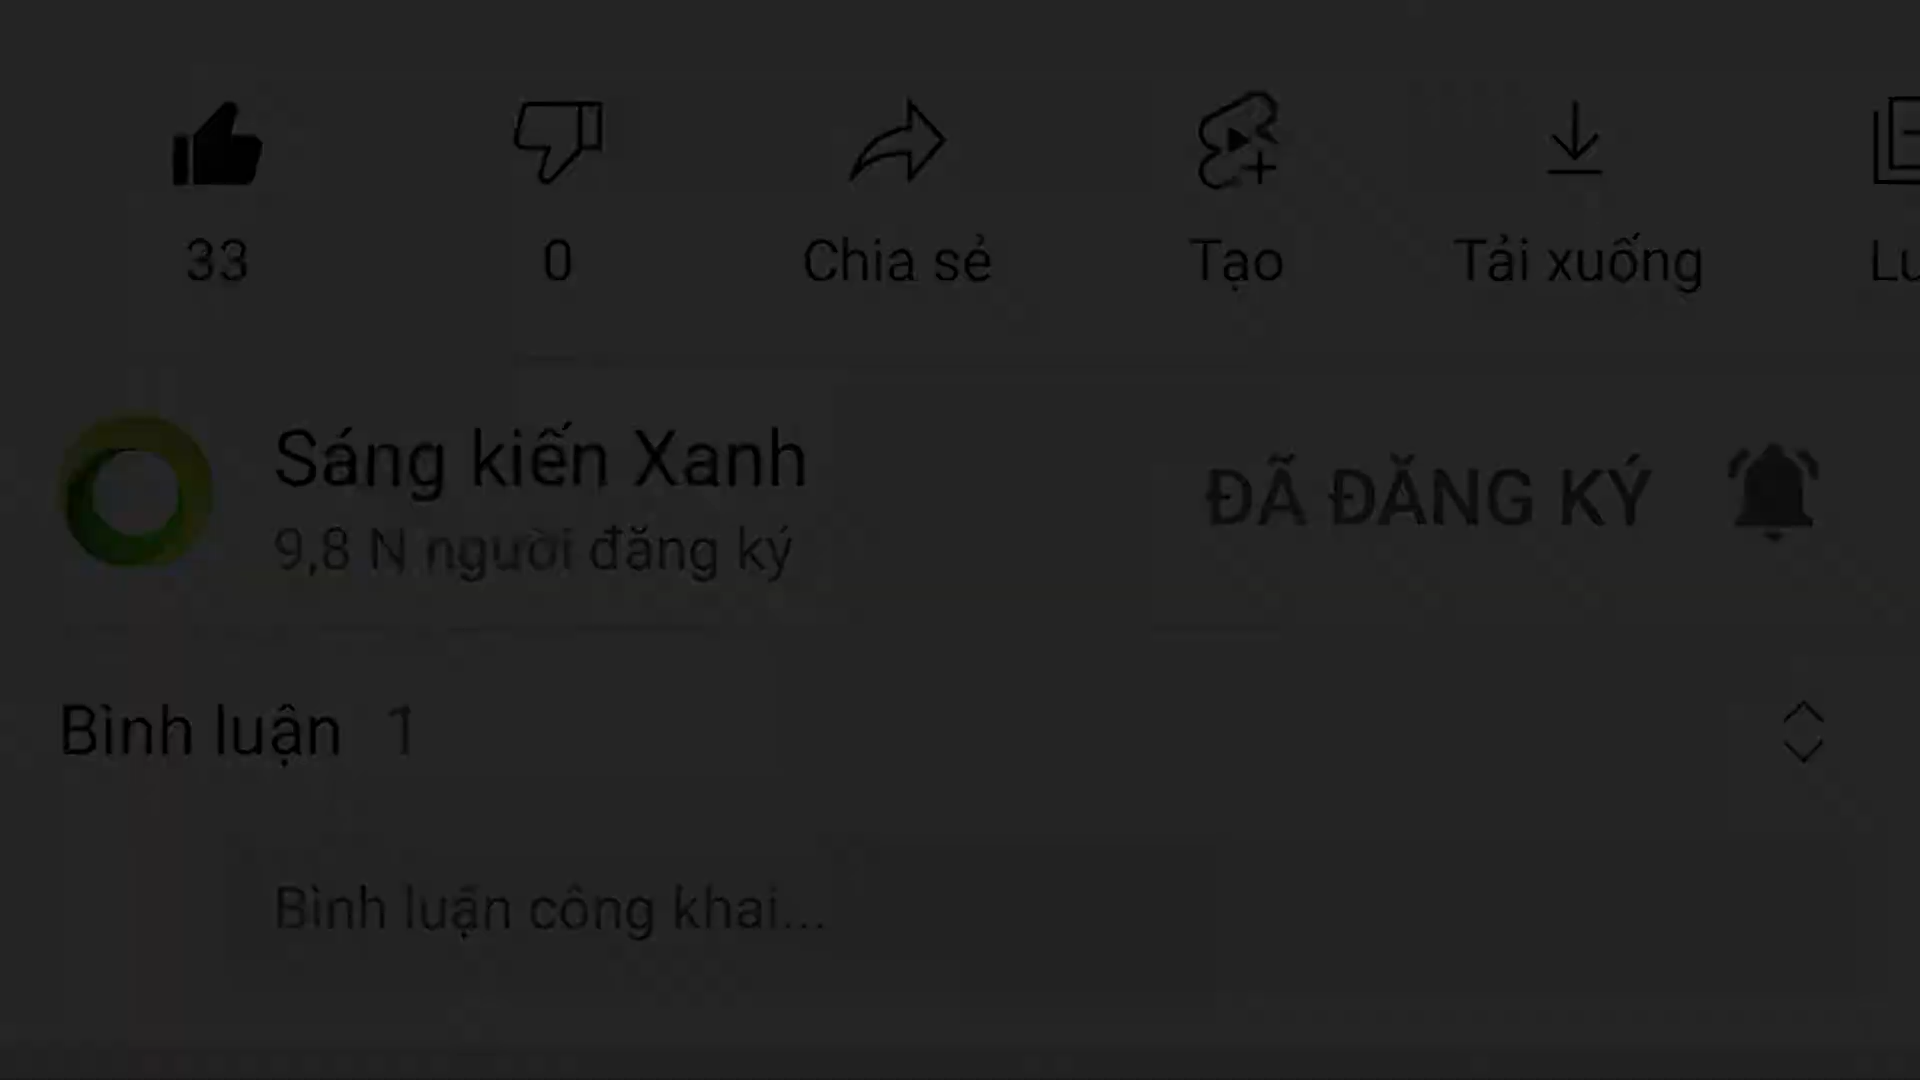 33 0 Chia sẻ Tạo Tải xuống Lu
Sáng kiến Xanh
9,8 N người đăng ký
ĐÃ ĐĂNG KÝ
Bình luận 1
Bình luận công khai...